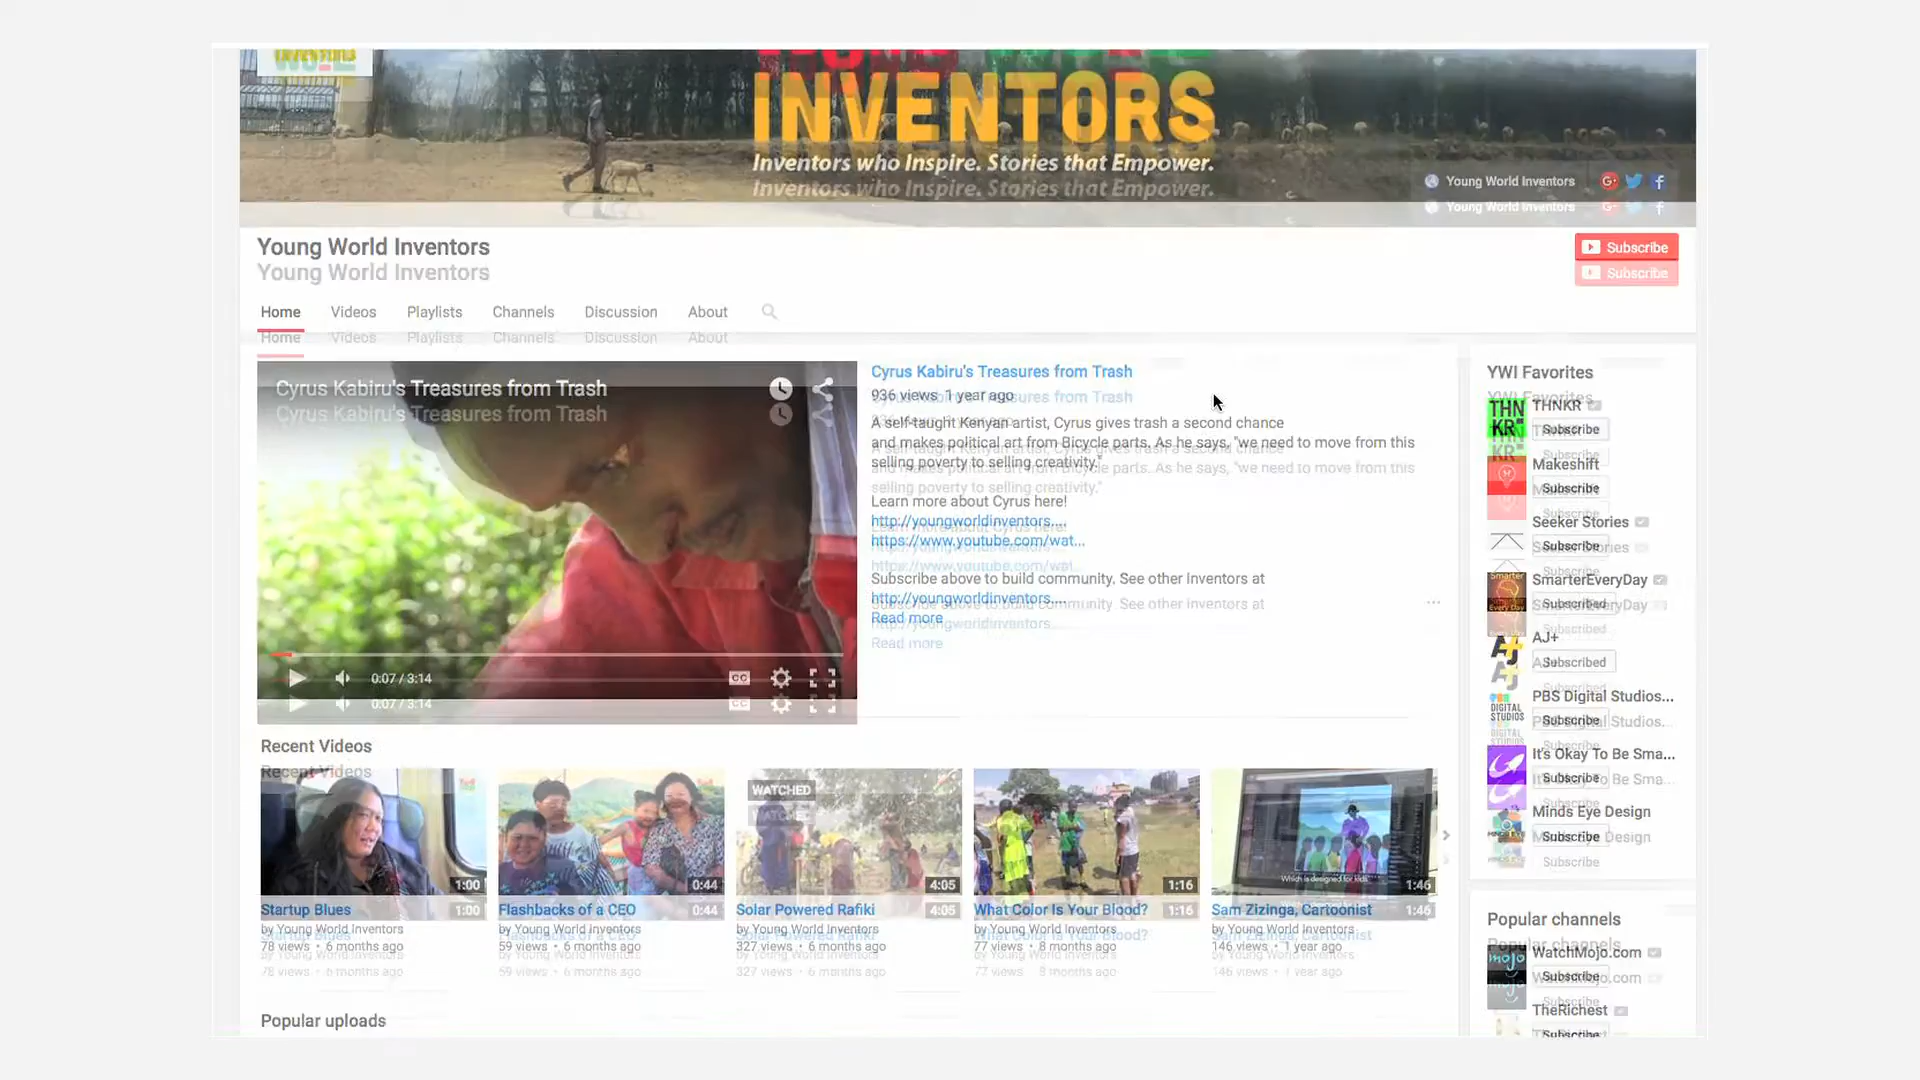 INVENTORS
Inventors who Inspire. Stories that Empower.
Young World Inventors
Young World Inventors
Subscribe
Home Videos Playlists Channels Discussion About
Cyrus Kabiru's Treasures from Trash
0:07 / 3:14
Cyrus Kabiru's Treasures from Trash
936 views 1 year ago
A self-taught Kenyan artist, Cyrus gives trash a second chance
and makes political art from Bicycle parts. As he says, "we need to move from this
selling poverty to selling creativity."
Learn more about Cyrus here!
http://youngworldinventors....
https://www.youtube.com/wat...
Subscribe above to build community. See other Inventors at
http://youngworldinventors....
Read more
YWI Favorites
THNKR
Subscribe
Makeshift
Subscribe
Seeker Stories
Subscribe
SmarterEveryDay
Subscribed
AJ+
Subscribed
PBS Digital Studios...
Subscribe
It's Okay To Be Sma...
Subscribe
Minds Eye Design
Subscribe
Popular channels
WatchMojo.com
Subscribe
TheRichest
Subscribe
Recent Videos
1:00
Startup Blues
by Young World Inventors
78 views • 6 months ago
0:44
Flashbacks of a CEO
by Young World Inventors
59 views • 6 months ago
WATCHED
4:05
Solar Powered Rafiki
by Young World Inventors
327 views • 6 months ago
1:16
What Color Is Your Blood?
by Young World Inventors
77 views • 8 months ago
Which is designed for kids
1:46
Sam Zizinga, Cartoonist
by Young World Inventors
146 views • 1 year ago
Popular uploads